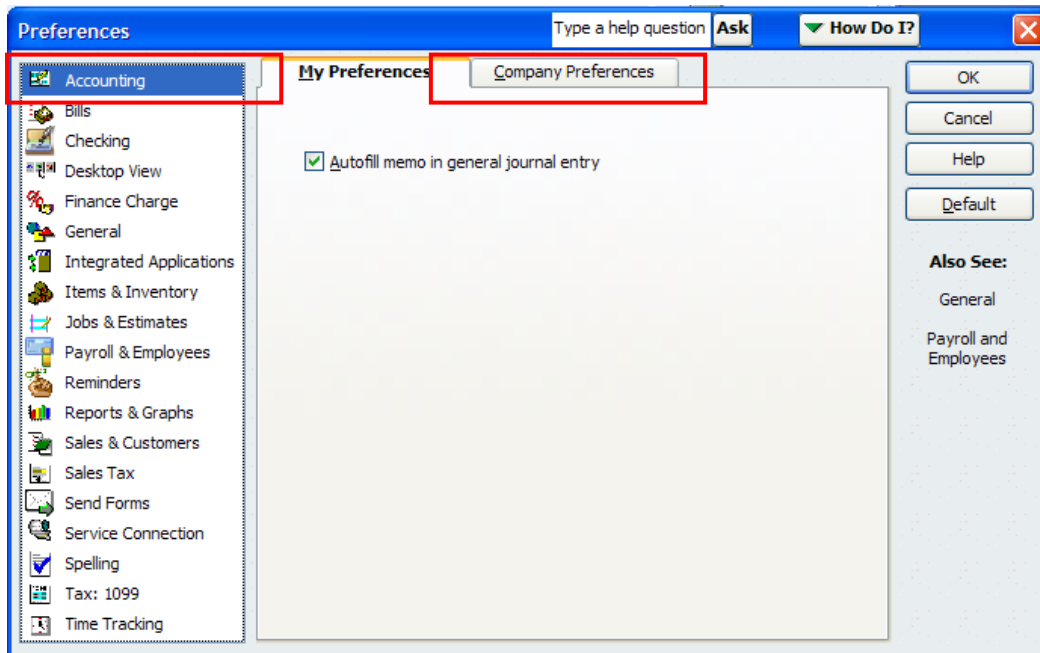 Preferences
Type a help question Ask
How Do I?
Accounting
Bills
Checking
Desktop View
Finance Charge
General
Integrated Applications
Items & Inventory
Jobs & Estimates
Payroll & Employees
Reminders
Reports & Graphs
Sales & Customers
Sales Tax
Send Forms
Service Connection
Spelling
Tax: 1099
Time Tracking
My Preferences
Company Preferences
Autofill memo in general journal entry
OK
Cancel
Help
Default
Also See:
General
Payroll and
Employees